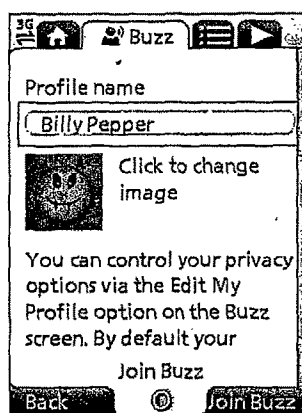 3G
Buzz
Profile name
Billy Pepper
Click to change
image
You can control your privacy
options via the Edit My
Profile option on the Buzz
screen. By default your
Join Buzz
Back Join Buzz